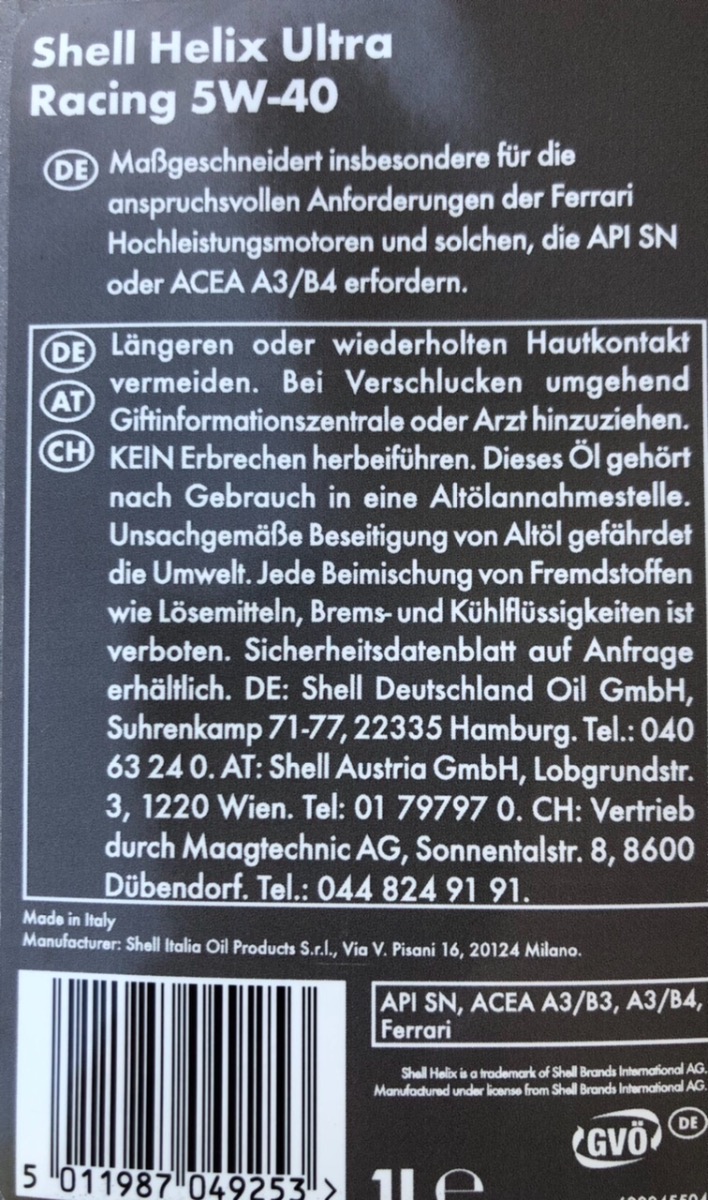 Shell Helix Ultra
Racing 5W-40
DE Maßgeschneidert insbesondere für die
anspruchsvollen Anforderungen der Ferrari
Hochleistungsmotoren und solchen, die API SN
oder ACEA A3/B4 erfordern.
DE Längeren oder wiederholten Hautkontakt
AT vermeiden. Bei Verschlucken umgehend
Giftinformationszentrale oder Arzt hinzuziehen.
CH KEIN Erbrechen herbeiführen. Dieses Öl gehört
nach Gebrauch in eine Altölannahmestelle.
Unsachgemäße Beseitigung von Altöl gefährdet
die Umwelt. Jede Beimischung von Fremdstoffen
wie Lösemitteln, Brems- und Kühlflüssigkeiten ist
verboten. Sicherheitsdatenblatt auf Anfrage
erhältlich. DE: Shell Deutschland Oil GmbH,
Suhrenkamp 71-77, 22335 Hamburg. Tel.: 040
63 24 0. AT: Shell Austria GmbH, Lobgrundstr.
3, 1220 Wien. Tel: 01 79797 0. CH: Vertrieb
durch Maagtechnic AG, Sonnentalstr. 8, 8600
Dübendorf. Tel.: 044 824 91 91.
Made in Italy
Manufacturer: Shell Italia Oil Products S.r.l., Via V. Pisani 16, 20124 Milano.
API SN, ACEA A3/B3, A3/B4,
Ferrari
Shell Helix is a trademark of Shell Brands International AG.
Manufactured under license from Shell Brands International AG.
GVÖ DE
5 011987 049253 >
1L e